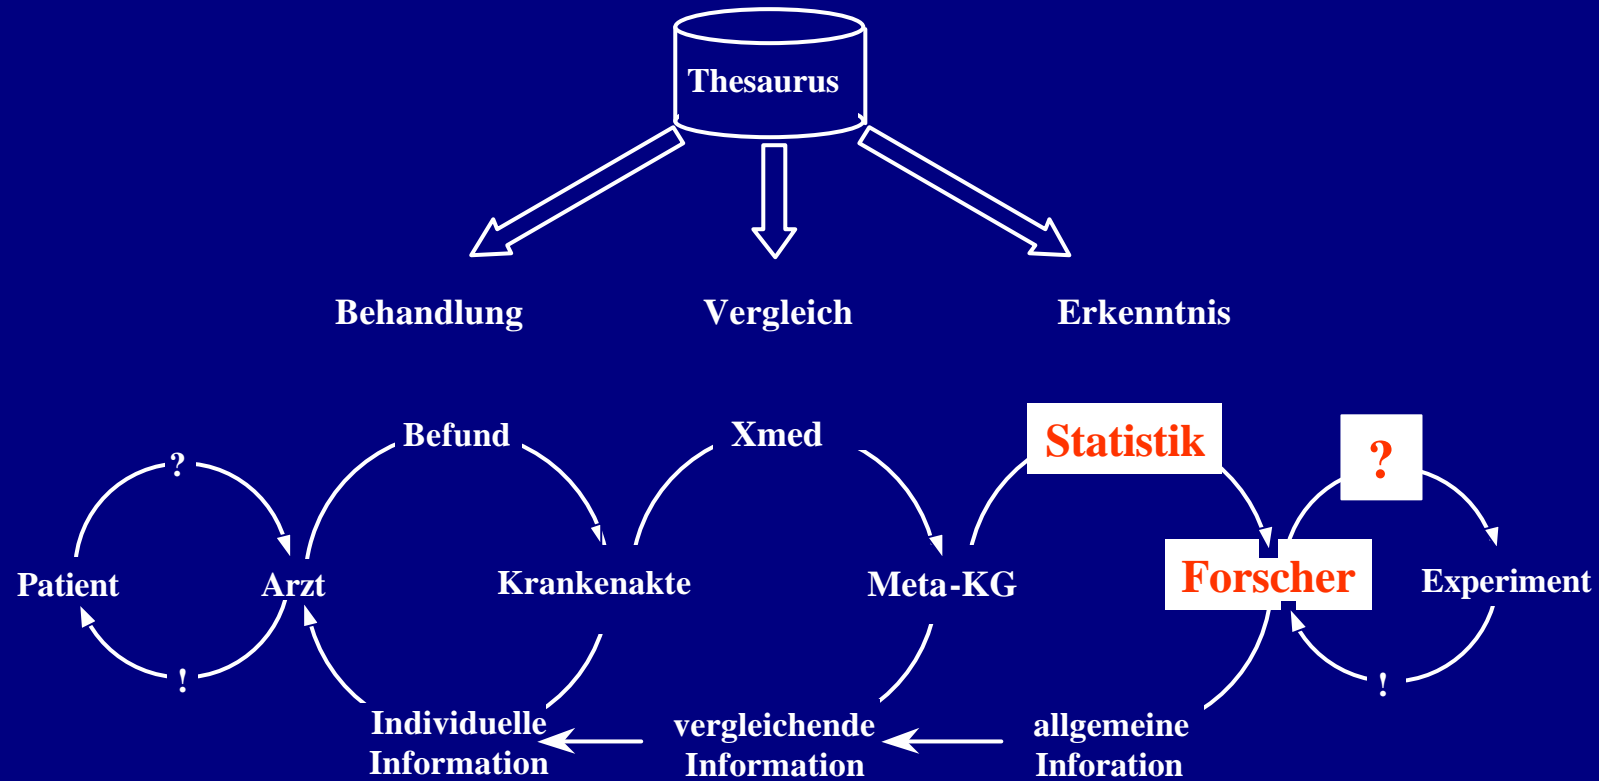 Thesaurus
Behandlung Vergleich Erkenntnis
Befund Xmed Statistik ?
?
Patient Arzt Krankenakte Meta-KG Forscher Experiment
! !
Individuelle vergleichende allgemeine
Information Information Inforation